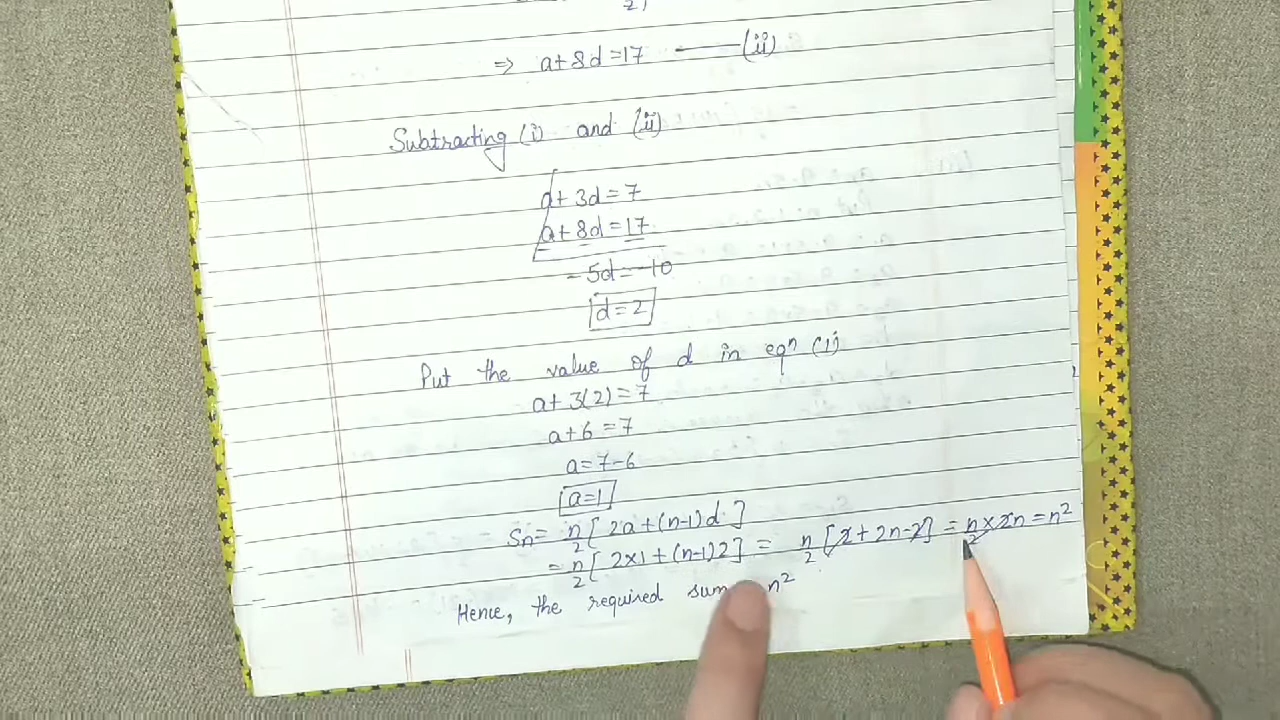 2)
⇒ a+8d=17 ——(ii)
Subtracting (i) and (ii)
a+3d=7
a+8d=17
-5d=-10
d=2
Put the value of d in eqn (1)
a+3(2)=7
a+6=7
a=7-6
a=1
Sn= n/2[2a+(n-1)d]
= n/2[2×1+(n-1)2] = n/2[2+2n-2] = n/2×2n=n²
Hence, the required sum n²